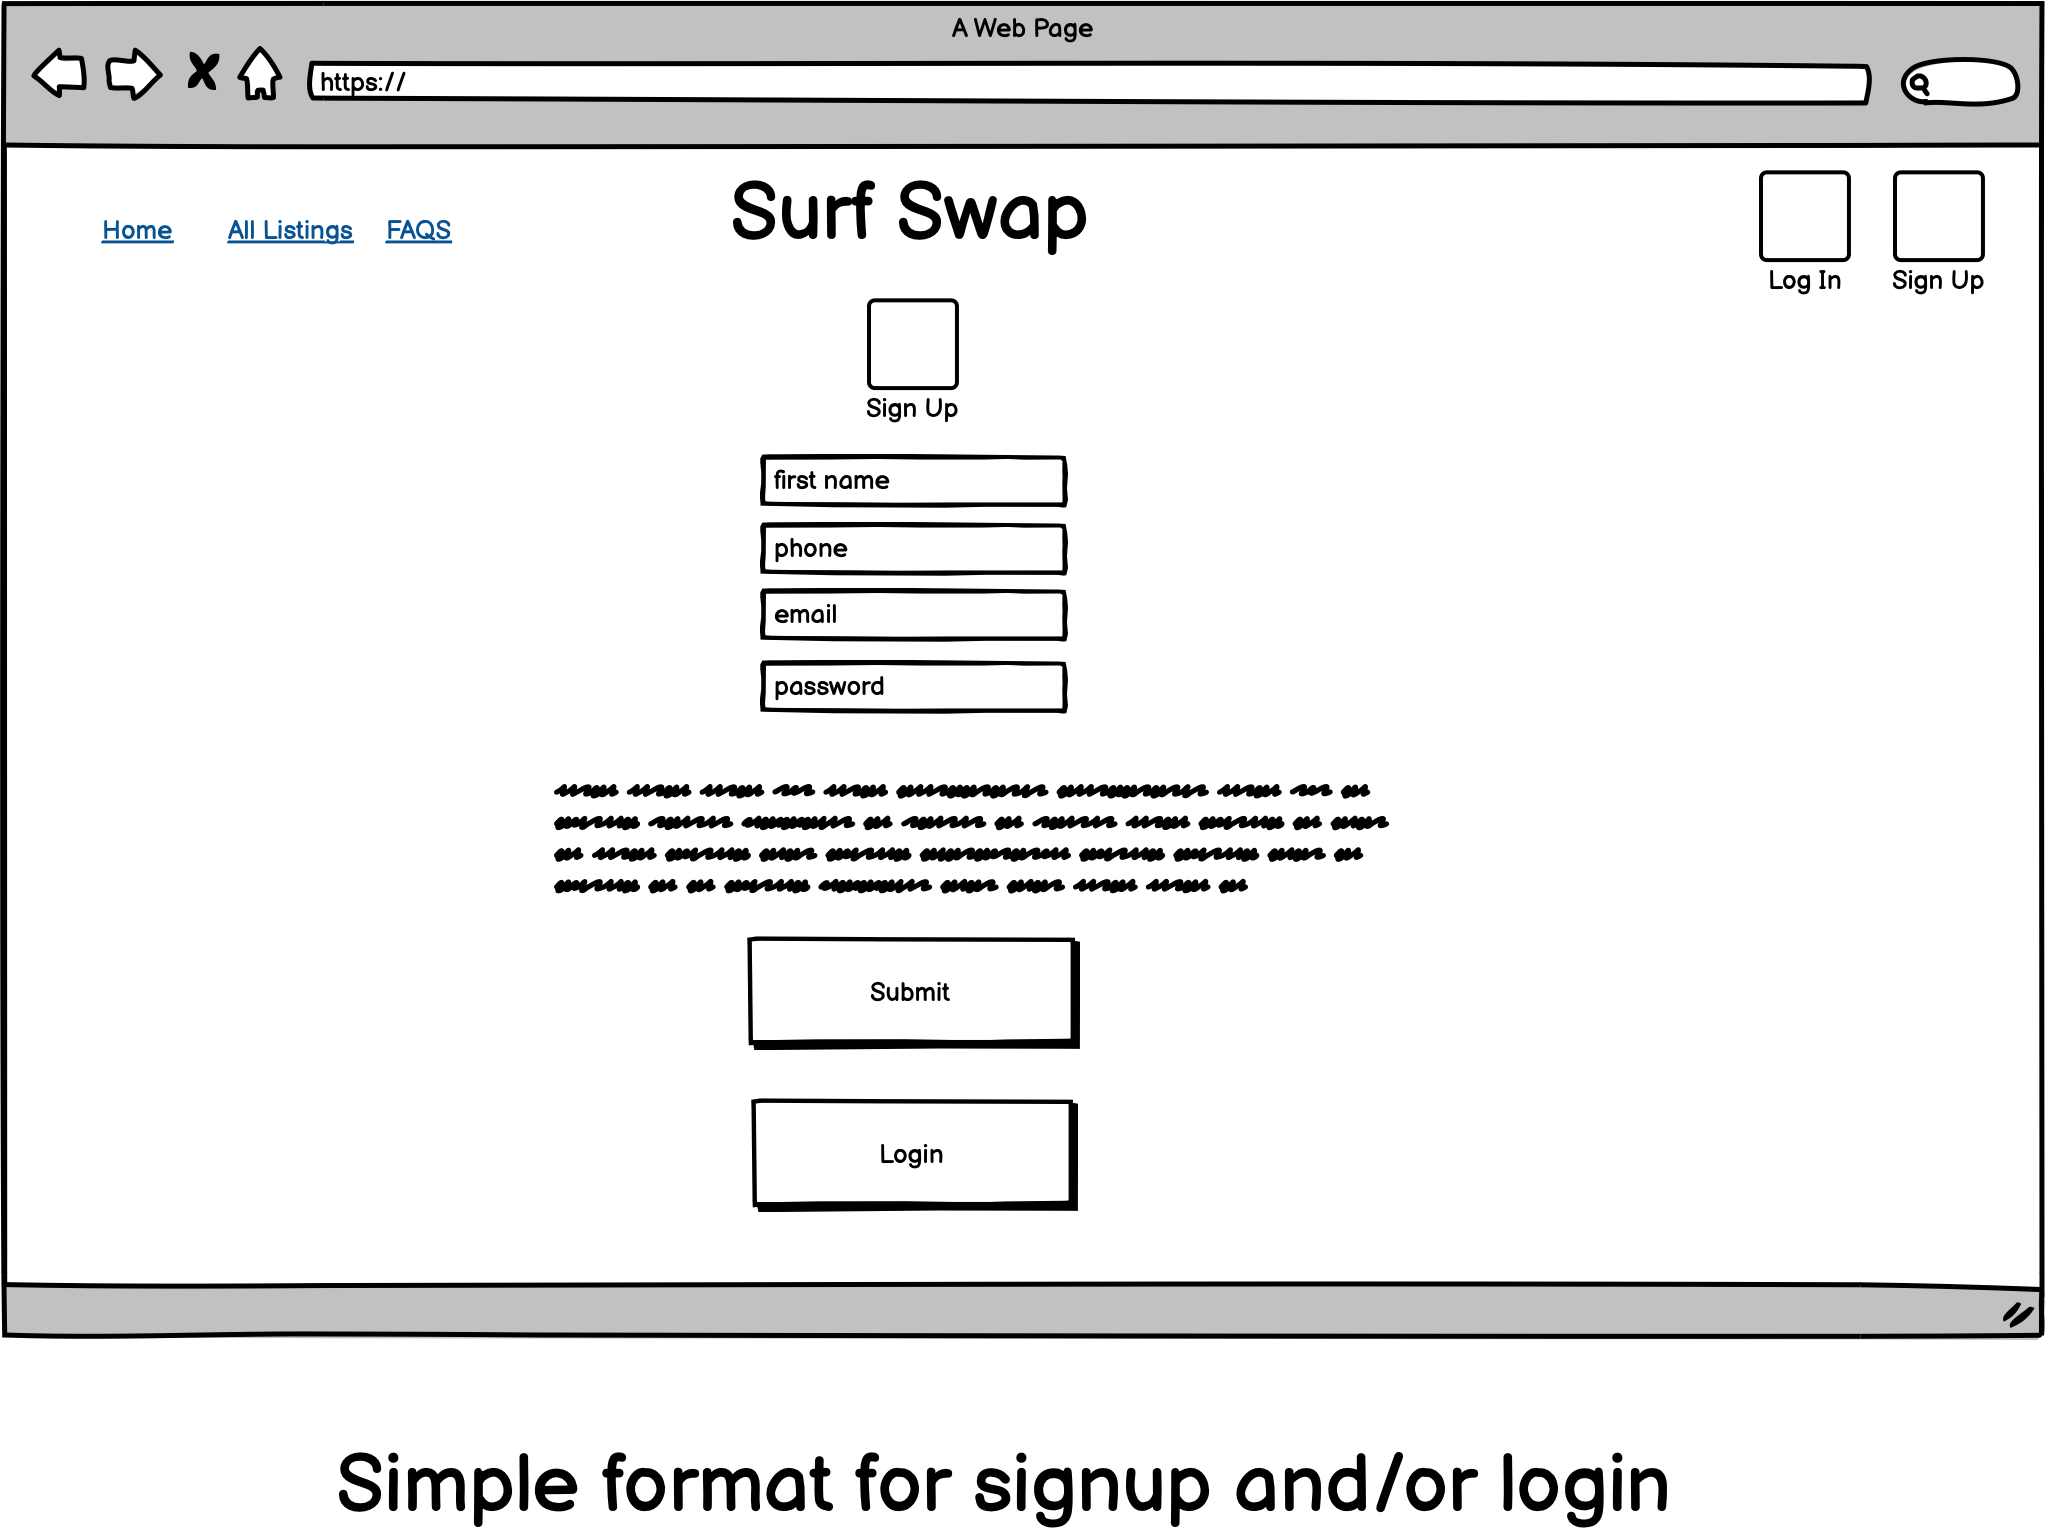 A Web Page
https://
Surf Swap
Home All Listings FAQS
Log In Sign Up
Sign Up
first name
phone
email
password
Submit
Login
Simple format for signup and/or login